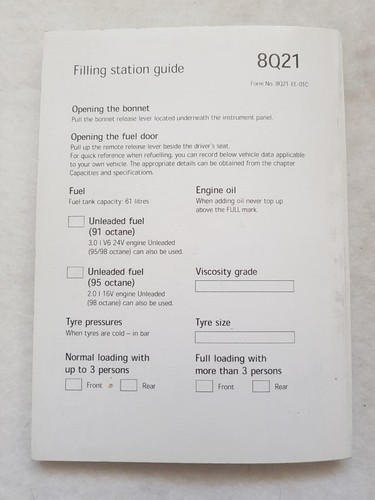 Filling station guide
8Q21
Form No. 8Q21-EE-01C
Opening the bonnet
Pull the bonnet release lever located underneath the instrument panel.
Opening the fuel door
Pull up the remote release lever beside the driver's seat.
For quick reference when refuelling, you can record below vehicle data applicable
to your own vehicle. The appropriate details can be obtained from the chapter
Capacities and specifications.
Fuel
Fuel tank capacity: 61 litres
Engine oil
When adding oil never top up
above the FULL mark.
Unleaded fuel
(91 octane)
3.0 l V6 24V engine Unleaded
(95/98 octane) can also be used.
Unleaded fuel
(95 octane)
2.0 l 16V engine Unleaded
(98 octane) can also be used.
Viscosity grade
Tyre pressures
When tyres are cold – in bar
Tyre size
Normal loading with
up to 3 persons
Front
Rear
Full loading with
more than 3 persons
Front
Rear